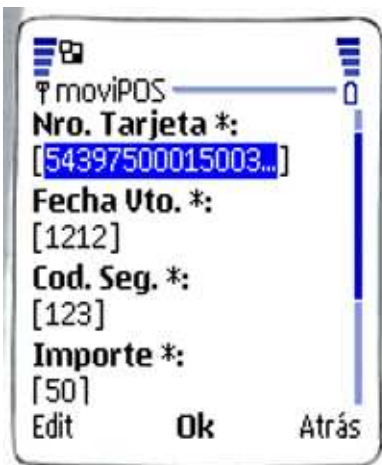 moviPOS
Nro. Tarjeta *:
[54397500015003...]
Fecha Vto. *:
[1212]
Cod. Seg. *:
[123]
Importe *:
[50]
Edit Ok Atrás